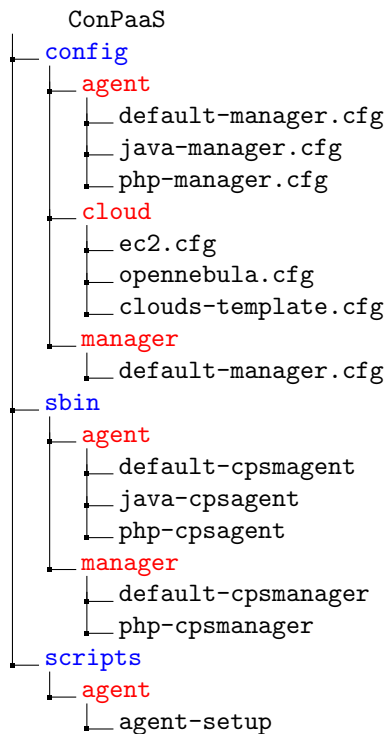 ConPaaS
config
agent
default-manager.cfg
java-manager.cfg
php-manager.cfg
cloud
ec2.cfg
opennebula.cfg
clouds-template.cfg
manager
default-manager.cfg
sbin
agent
default-cpsmagent
java-cpsagent
php-cpsagent
manager
default-cpsmanager
php-cpsmanager
scripts
agent
agent-setup